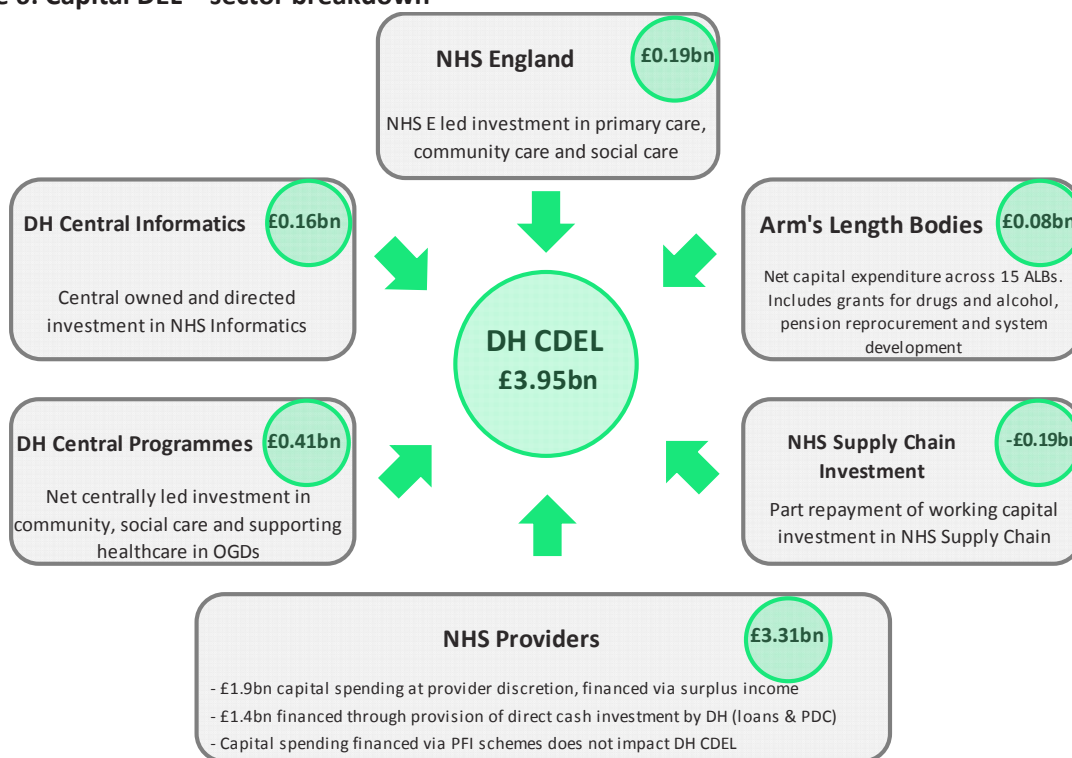 6: Capital DEL – sector breakdown
NHS England
£0.19bn
NHS E led investment in primary care,
community care and social care
DH Central Informatics
£0.16bn
Central owned and directed
investment in NHS Informatics
Arm's Length Bodies
£0.08bn
Net capital expenditure across 15 ALBs.
Includes grants for drugs and alcohol,
pension reprocurement and system
development
DH CDEL
£3.95bn
DH Central Programmes
£0.41bn
Net centrally led investment in
community, social care and supporting
healthcare in OGDs
NHS Supply Chain
Investment
-£0.19bn
Part repayment of working capital
investment in NHS Supply Chain
NHS Providers
£3.31bn
- £1.9bn capital spending at provider discretion, financed via surplus income
- £1.4bn financed through provision of direct cash investment by DH (loans & PDC)
- Capital spending financed via PFI schemes does not impact DH CDEL